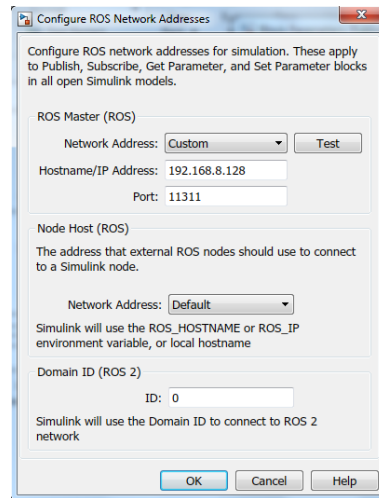 Configure ROS Network Addresses
Configure ROS network addresses for simulation. These apply
to Publish, Subscribe, Get Parameter, and Set Parameter blocks
in all open Simulink models.
ROS Master (ROS)
Network Address: Custom Test
Hostname/IP Address: 192.168.8.128
Port: 11311
Node Host (ROS)
The address that external ROS nodes should use to connect
to a Simulink node.
Network Address: Default
Simulink will use the ROS_HOSTNAME or ROS_IP
environment variable, or local hostname
Domain ID (ROS 2)
ID: 0
Simulink will use the Domain ID to connect to ROS 2
network
OK Cancel Help